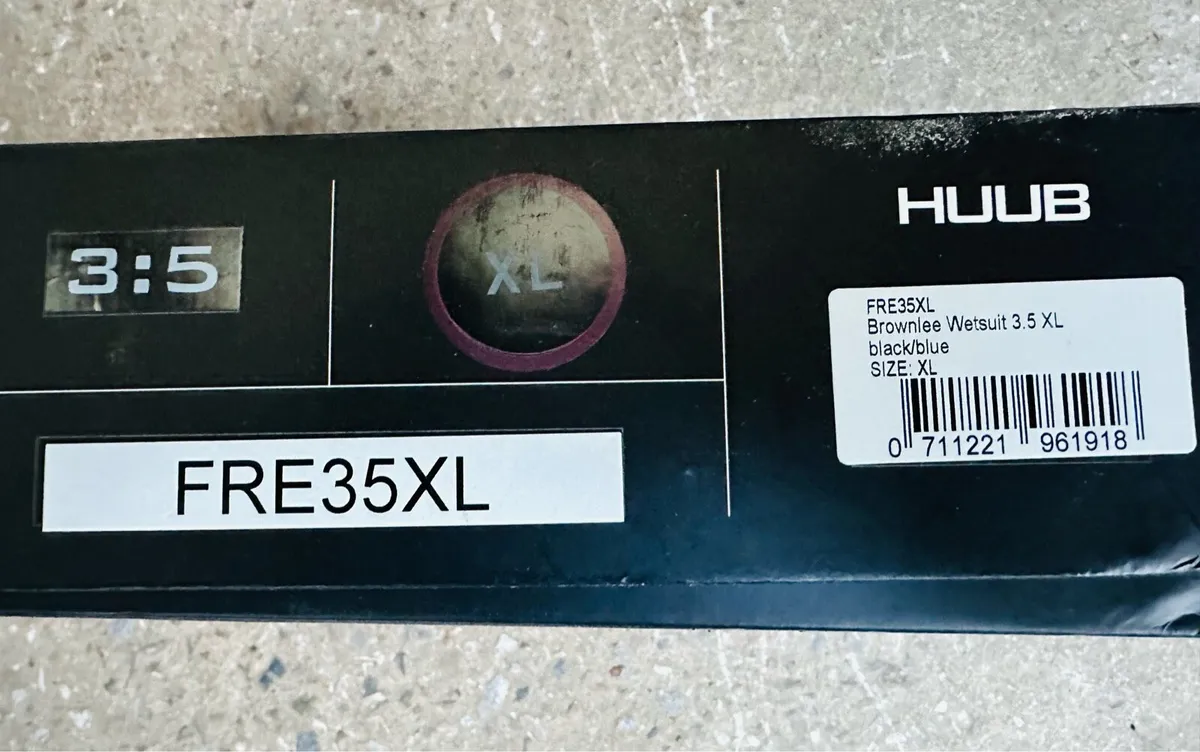 3:5
XL
FRE35XL
HUUB
FRE35XL
Brownlee Wetsuit 3.5 XL
black/blue
SIZE: XL
0 711221 961918